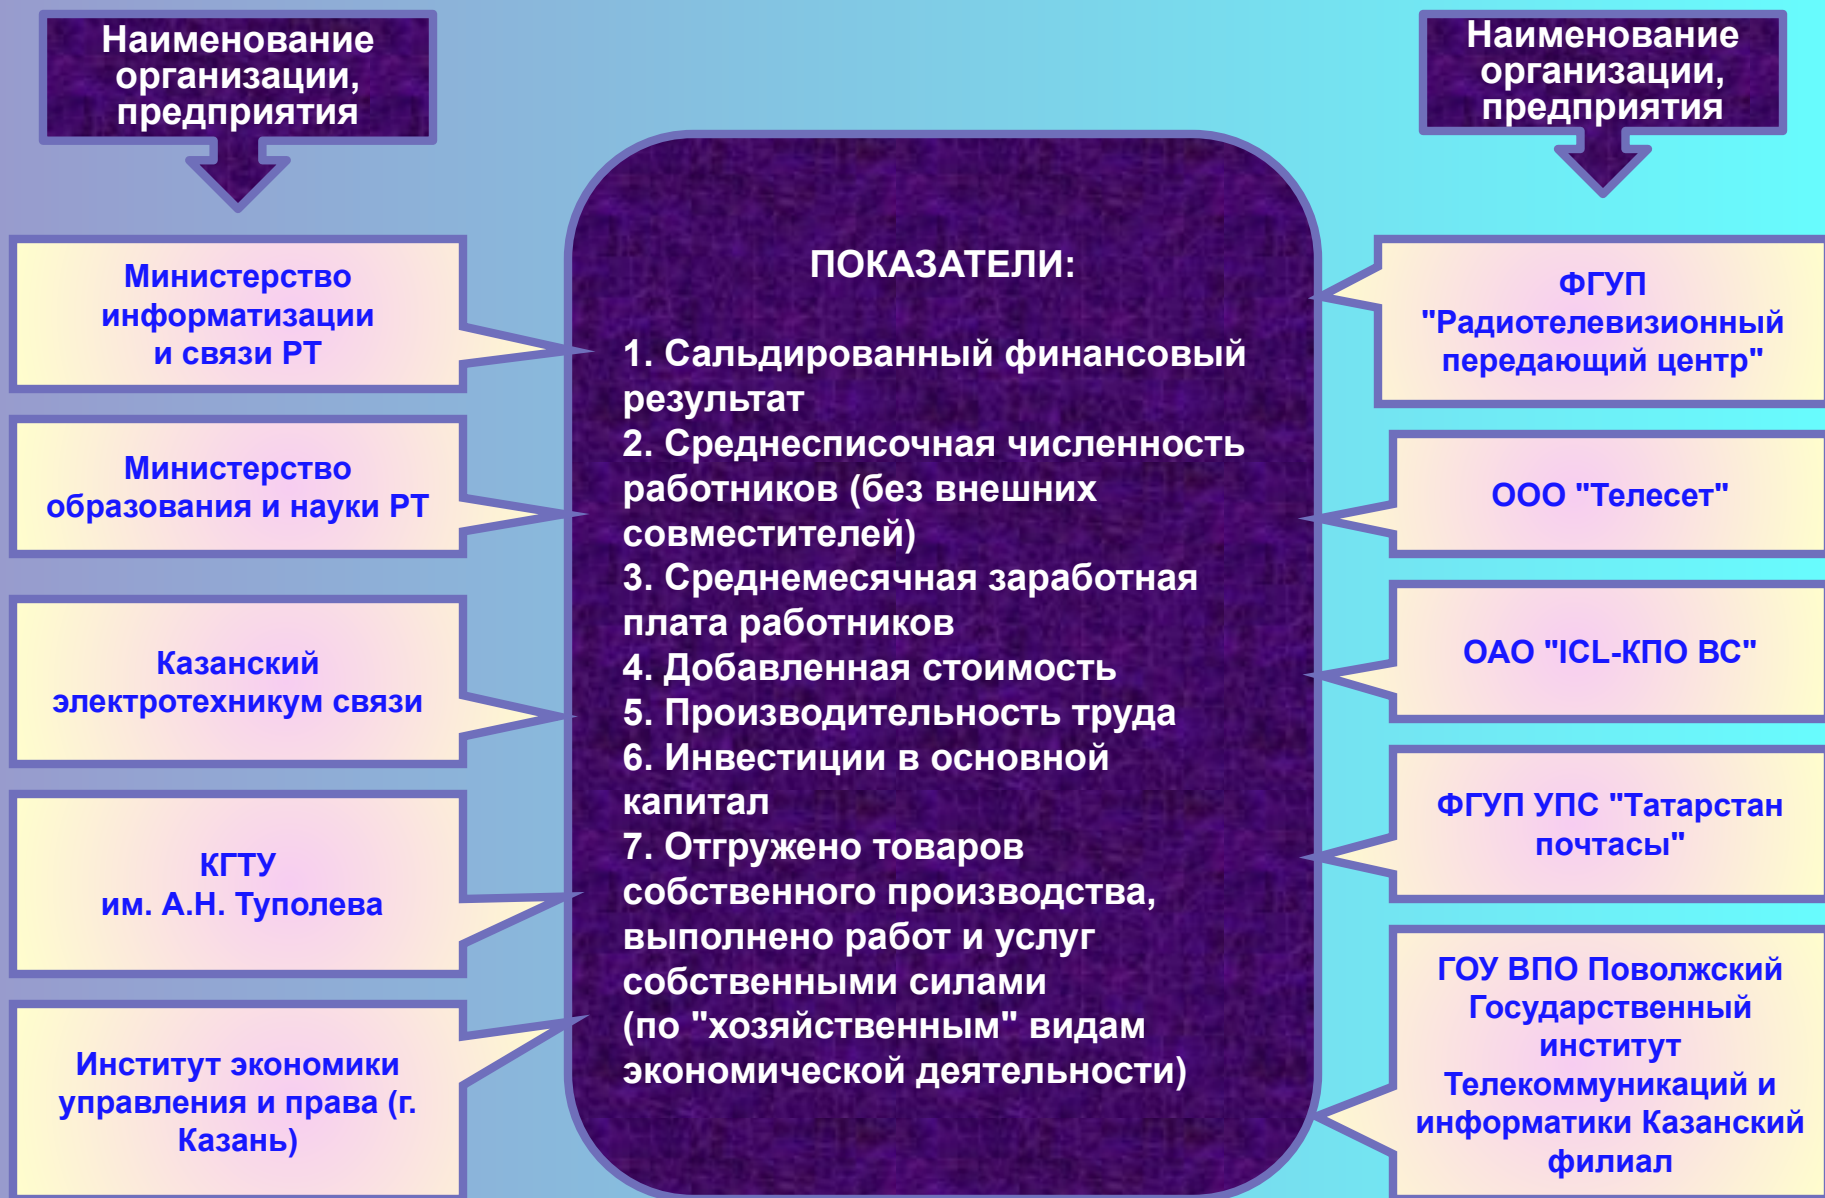 Наименование
организации,
предприятия
Министерство
информатизации
и связи РТ
Министерство
образования и науки РТ
Казанский
электротехникум связи
КГТУ
им. А.Н. Туполева
Институт экономики
управления и права (г.
Казань)
ПОКАЗАТЕЛИ:
1. Сальдированный финансовый
результат
2. Среднесписочная численность
работников (без внешних
совместителей)
3. Среднемесячная заработная
плата работников
4. Добавленная стоимость
5. Производительность труда
6. Инвестиции в основной
капитал
7. Отгружено товаров
собственного производства,
выполнено работ и услуг
собственными силами
(по "хозяйственным" видам
экономической деятельности)
Наименование
организации,
предприятия
ФГУП
"Радиотелевизионный
передающий центр"
ООО "Телесет"
ОАО "ICL-КПО ВС"
ФГУП УПС "Татарстан
почтасы"
ГОУ ВПО Поволжский
Государственный
институт
Телекоммуникаций и
информатики Казанский
филиал